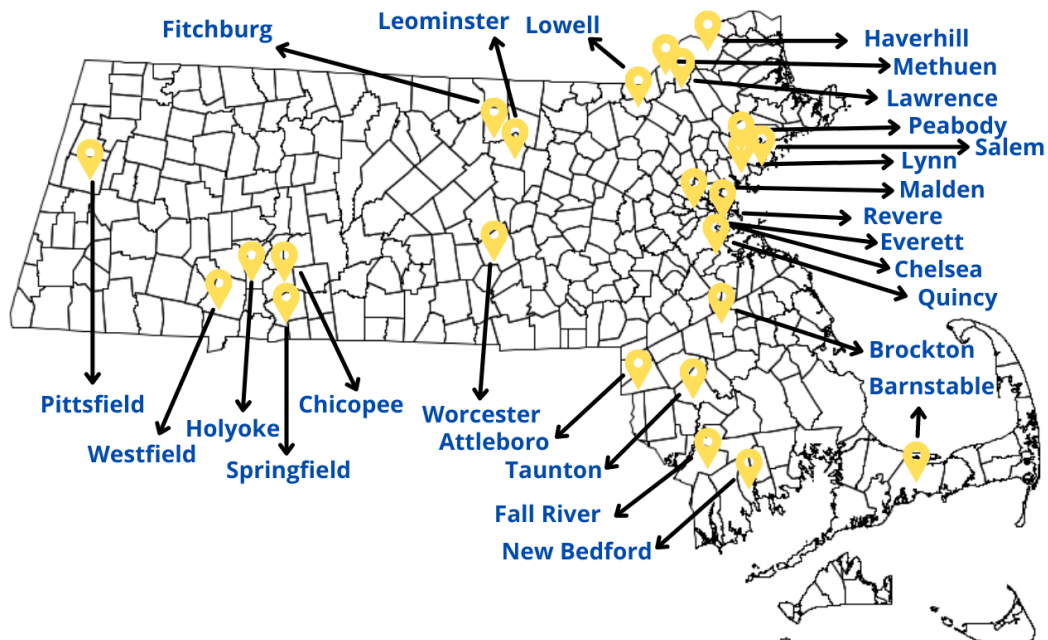 Leominster
Lowell
Fitchburg
Haverhill
Methuen
Lawrence
Peabody
Salem
Lynn
Malden
Revere
Everett
Chelsea
Quincy
Brockton
Barnstable
Pittsfield
Chicopee
Worcester
Holyoke
Attleboro
Westfield
Springfield
Taunton
Fall River
New Bedford